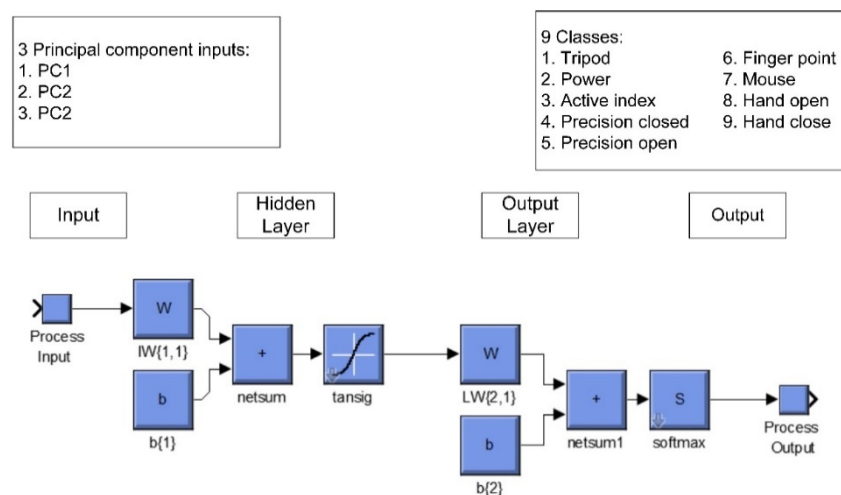 3 Principal component inputs:
1. PC1
2. PC2
3. PC2
9 Classes:
1. Tripod
2. Power
3. Active index
4. Precision closed
5. Precision open
6. Finger point
7. Mouse
8. Hand open
9. Hand close
Input
Hidden
Layer
Output
Layer
Output
Process
Input
W
IW{1,1}
b
b{1}
+
netsum
tansig
W
LW{2,1}
b
b{2}
+
netsum1
S
softmax
Process
Output